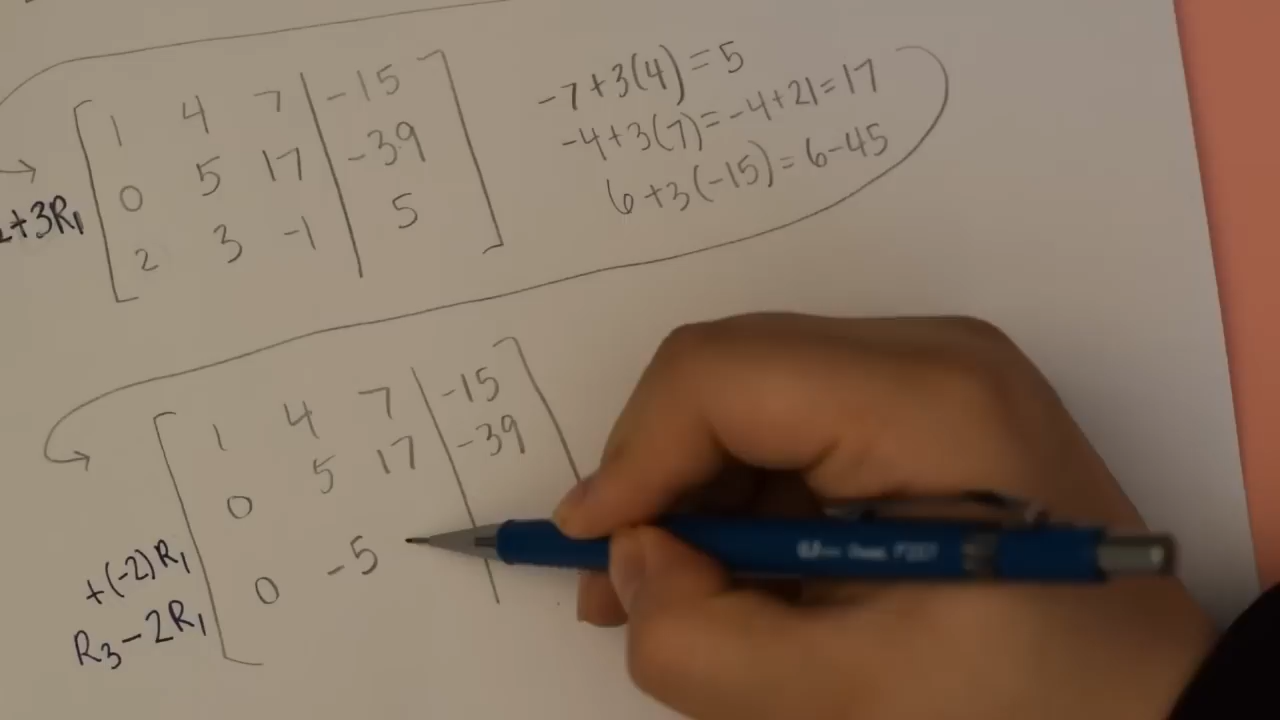 1 4 7 -15
0 5 17 -39
2 3 -1 5
+3R₁
-7+3(4)=5
-4+3(7)=-4+21=17
6+3(-15)=6-45
1 4 7 -15
0 5 17 -39
0 -5
+(-2)R₁
R₃-2R₁